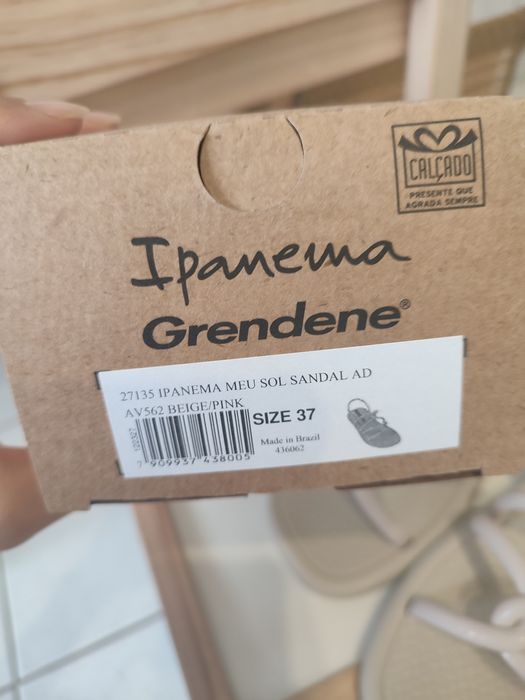 CALÇADO
PRESENTE QUE
AGRADA SEMPRE
Ipanema
Grendene®
27135 IPANEMA MEU SOL SANDAL AD
AV562 BEIGE/PINK
SIZE 37
Made in Brazil
436062
7 909937 438005